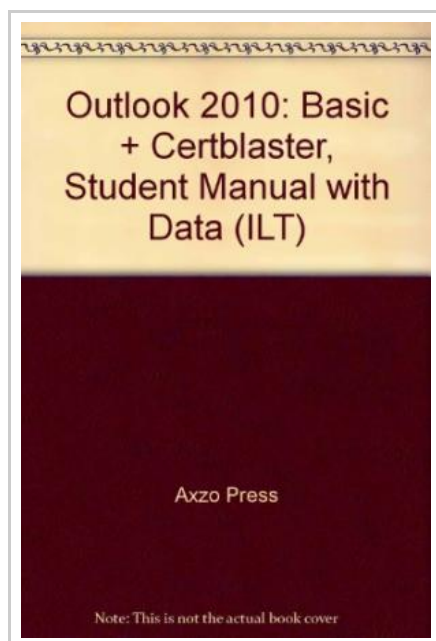 Outlook 2010: Basic
+ Certblaster,
Student Manual with
Data (ILT)
Axzo Press
Note: This is not the actual book cover